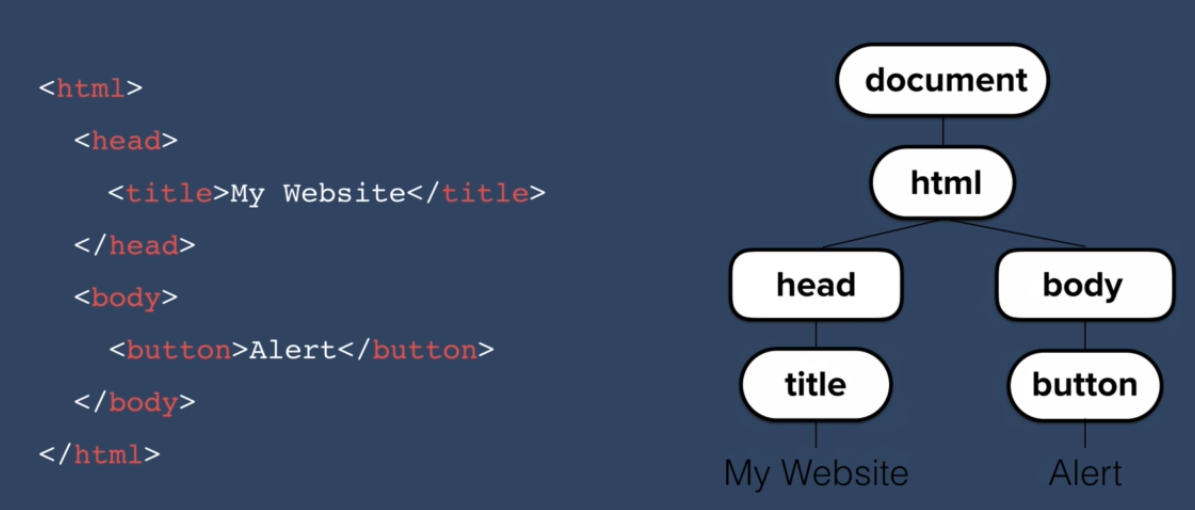 <html>
<head>
<title>My Website</title>
</head>
<body>
<button>Alert</button>
</body>
</html>
document
html
head body
title button
My Website Alert